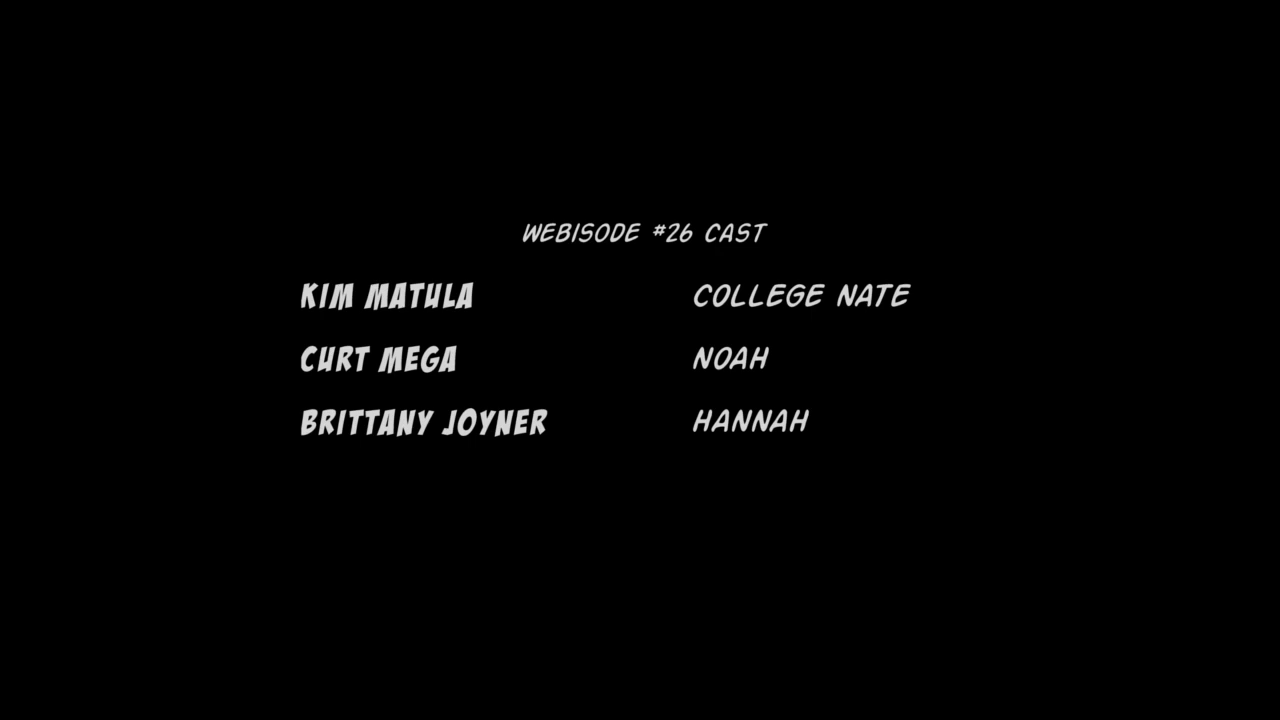 WEBISODE #26 CAST
KIM MATULA COLLEGE NATE
CURT MEGA NOAH
BRITTANY JOYNER HANNAH